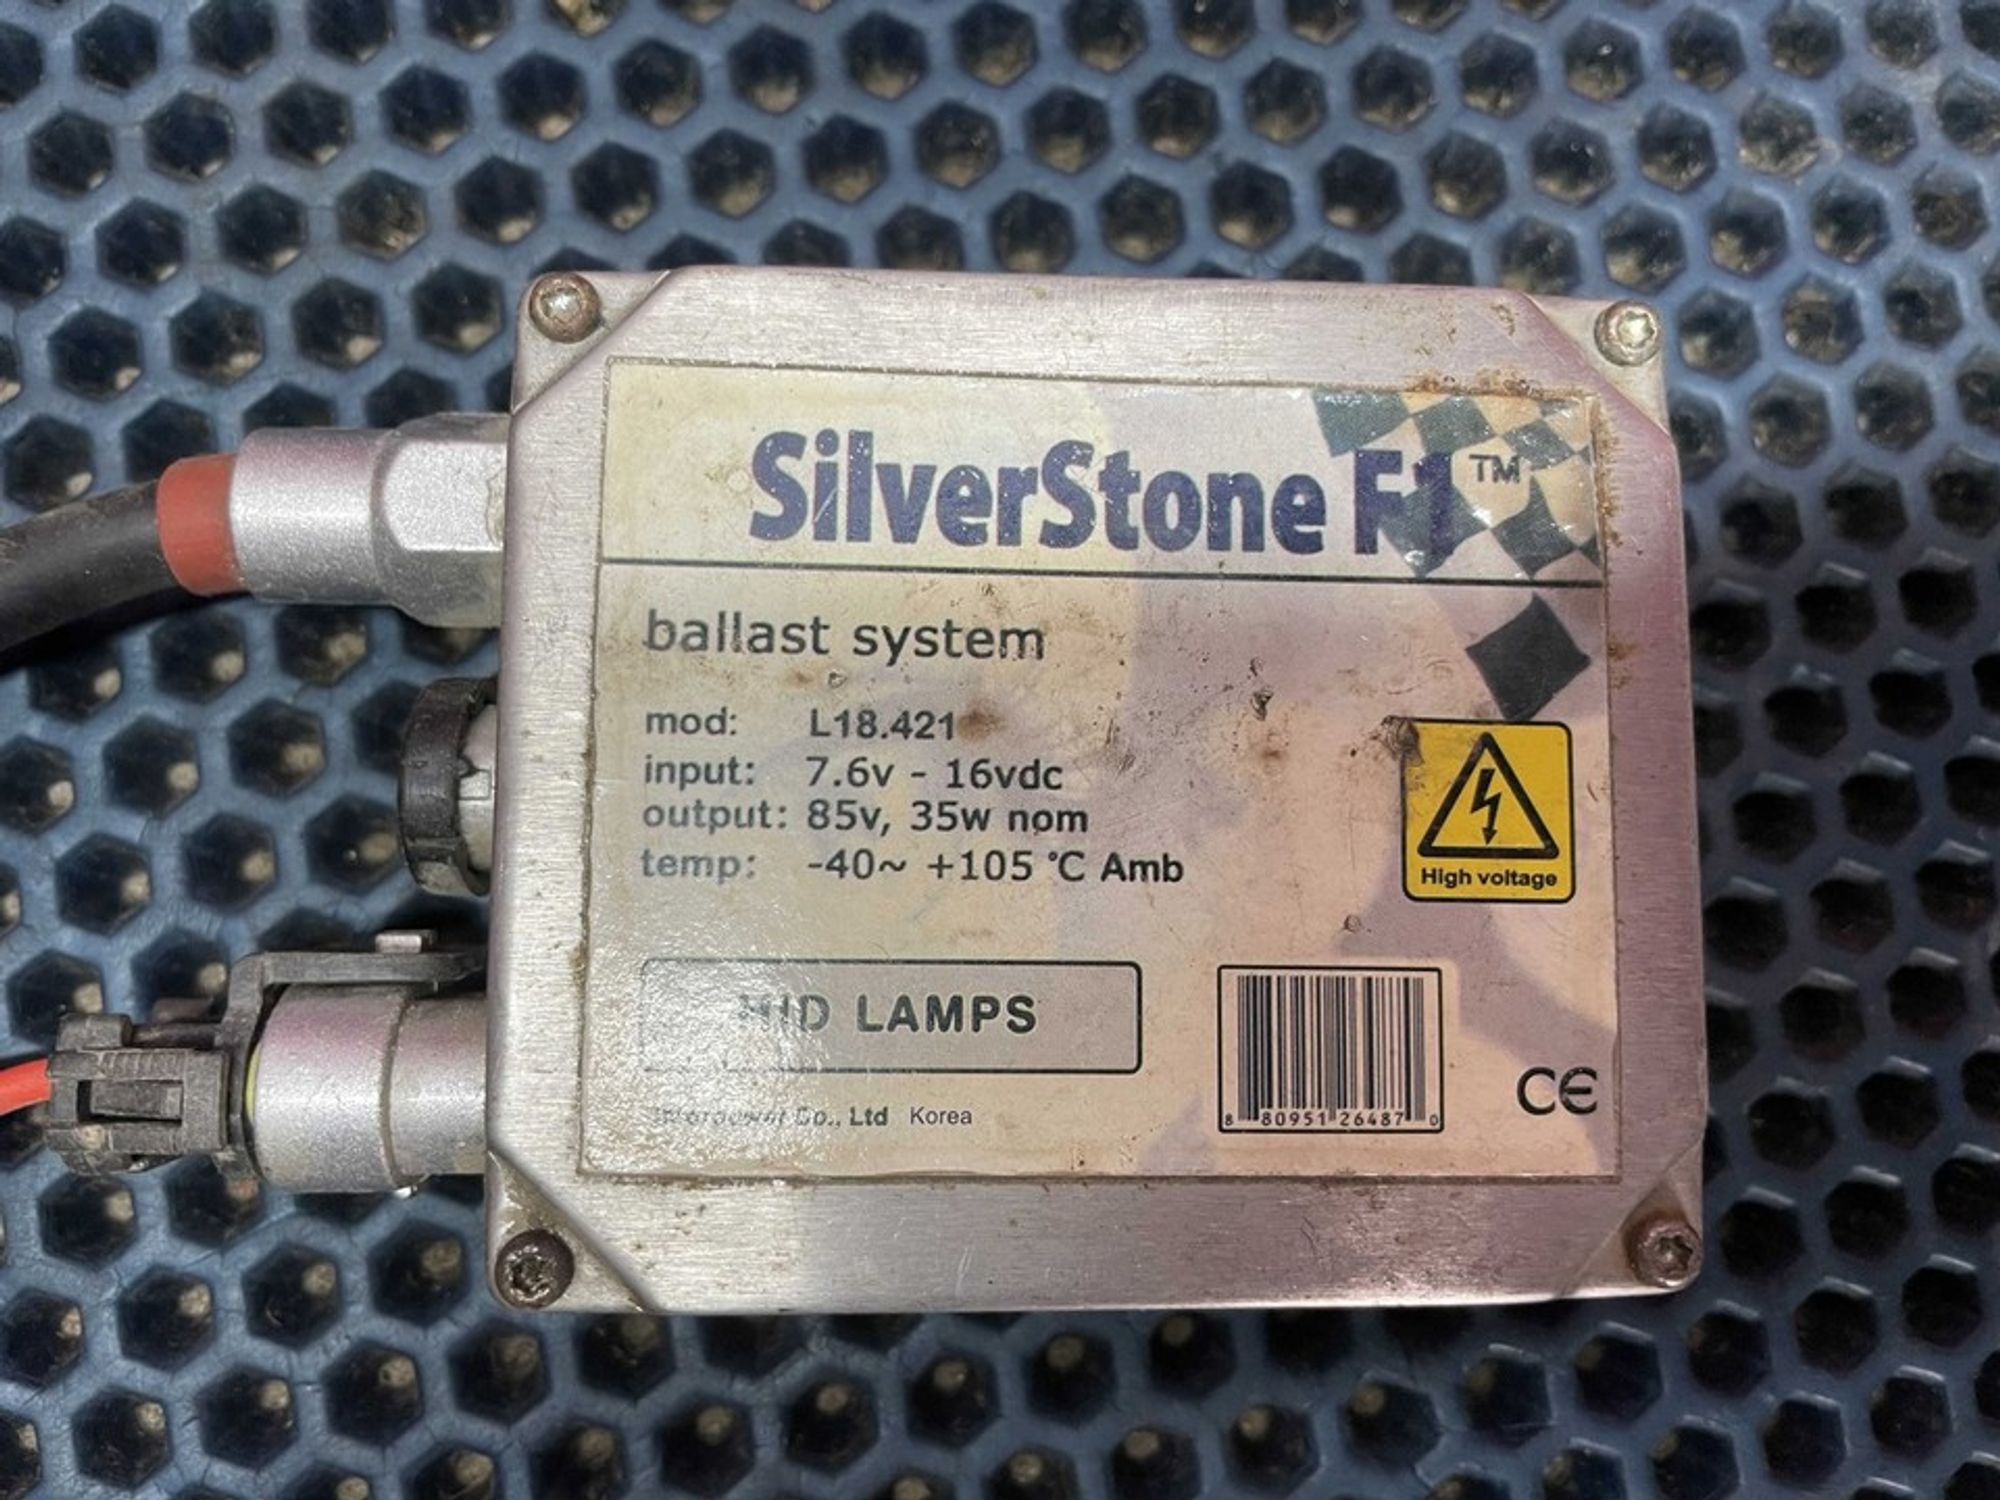 SilverStone F1™
ballast system
mod: L18.421
input: 7.6v - 16vdc
output: 85v, 35w nom
temp: -40~ +105 °C Amb
High voltage
HID LAMPS
Co., Ltd Korea
8 80951 26487 0
CE